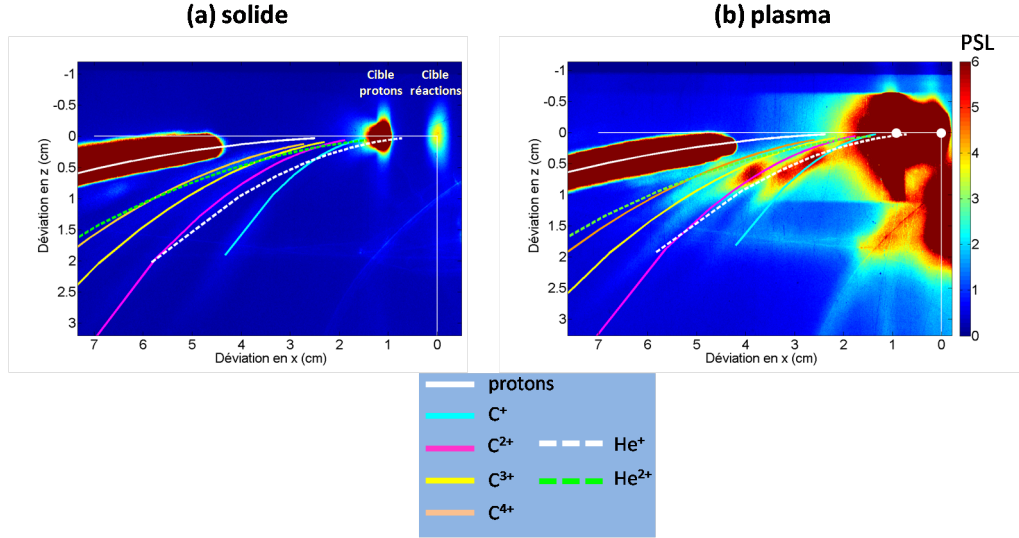 (a) solide
(b) plasma
PSL
Cible
protons
Cible
réactions
-1
-0.5
0
0.5
1
1.5
2
2.5
3
Déviation en z (cm)
7
6
5
4
3
2
1
0
Déviation en x (cm)
-1
-0.5
0
0.5
1
1.5
2
2.5
3
Déviation en z (cm)
7
6
5
4
3
2
1
0
Déviation en x (cm)
6
5
4
3
2
1
0
protons
C⁺
C²⁺
C³⁺
C⁴⁺
He⁺
He²⁺